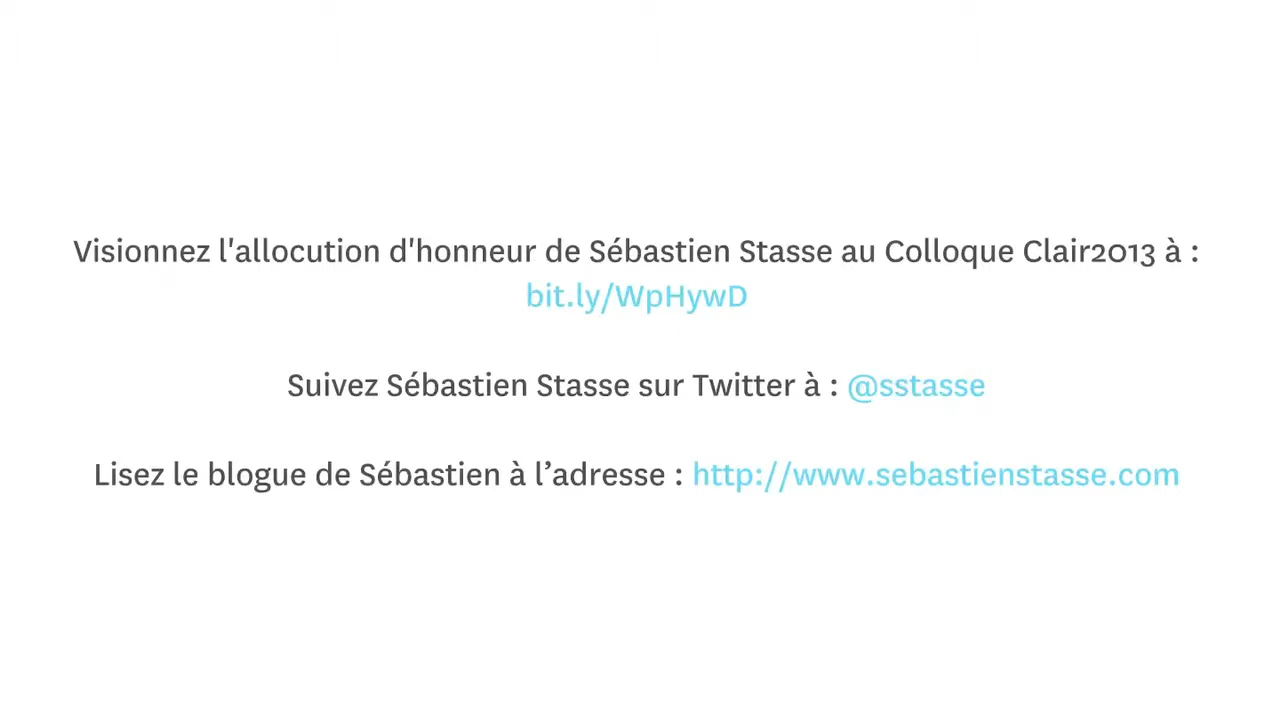 Visionnez l'allocution d'honneur de Sébastien Stasse au Colloque Clair2013 à :
bit.ly/WpHywD
Suivez Sébastien Stasse sur Twitter à : @sstasse
Lisez le blogue de Sébastien à l’adresse : http://www.sebastienstasse.com